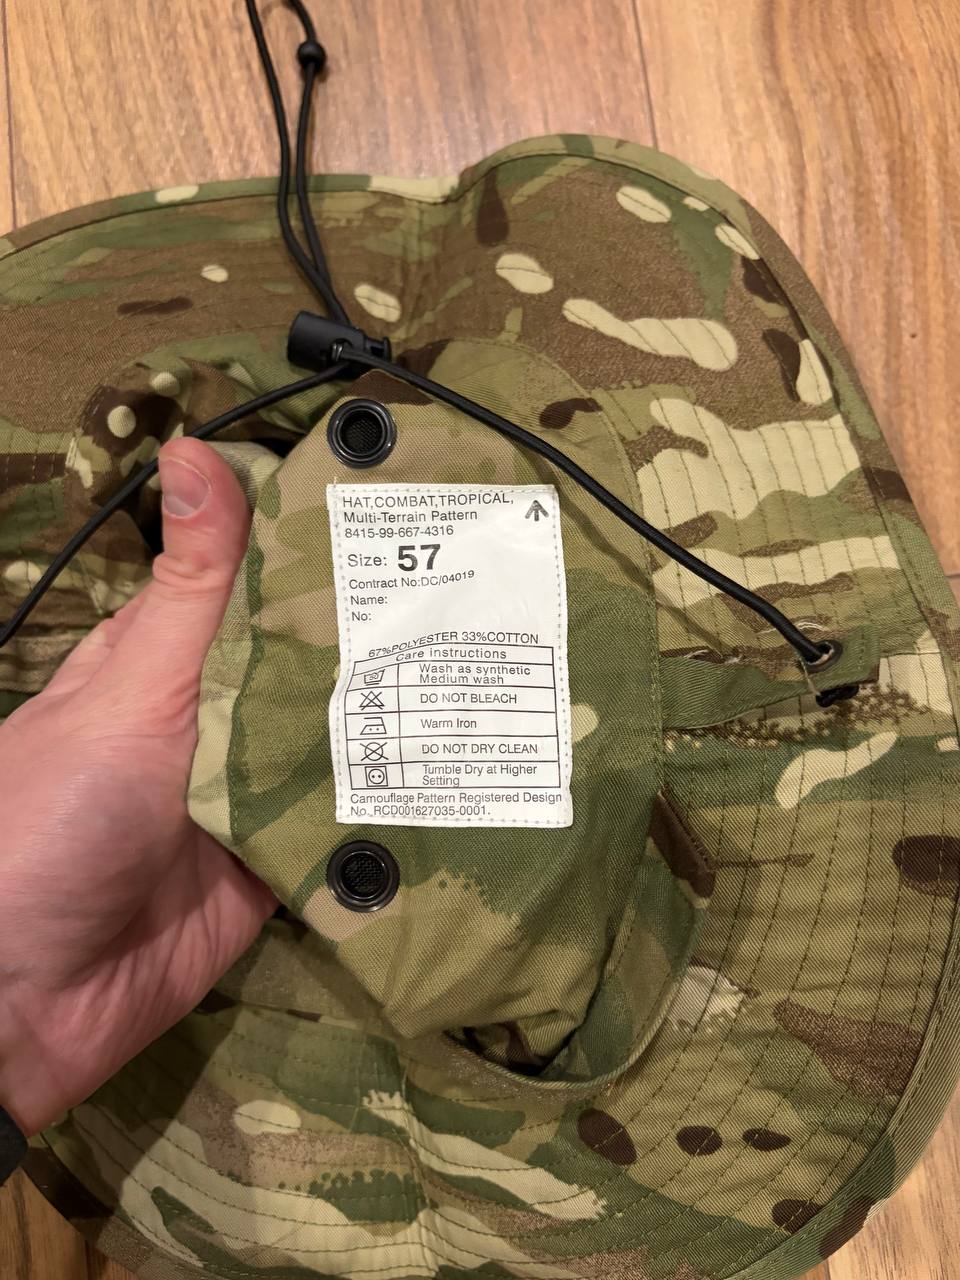 HAT,COMBAT,TROPICAL,
Multi-Terrain Pattern
8415-99-667-4316
Size: 57
Contract No:DC/04019
Name:
No:
67%POLYESTER 33%COTTON
Care instructions
50 Wash as synthetic
Medium wash
DO NOT BLEACH
Warm Iron
DO NOT DRY CLEAN
Tumble Dry at Higher
Setting
Camouflage Pattern Registered Design
No. RCD001627035-0001.